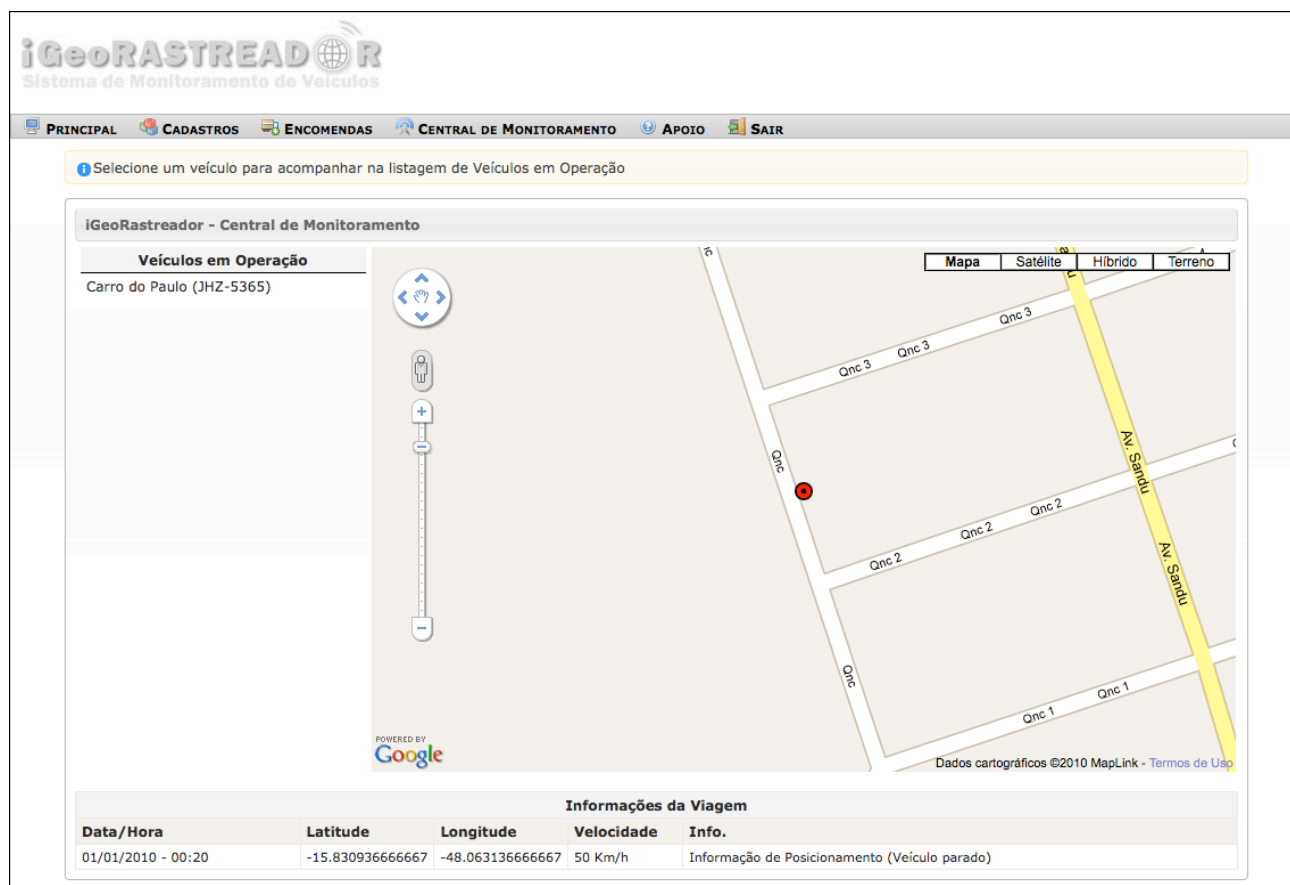 iGeoRASTREADOR
Sistema de Monitoramento de Veículos
PRINCIPAL CADASTROS ENCOMENDAS CENTRAL DE MONITORAMENTO APOIO SAIR
Selecione um veículo para acompanhar na listagem de Veículos em Operação
iGeoRastreador - Central de Monitoramento
Veículos em Operação
Carro do Paulo (JHZ-5365)
Mapa Satélite Híbrido Terreno
Qnc 3
Qnc 3
Qnc
Av. Sandu
Qnc 2
Qnc 2
Qnc 2
Av. Sandu
Qnc
Qnc 1
Qnc 1
POWERED BY
Google
Dados cartográficos ©2010 MapLink - Termos de Uso
Informações da Viagem
Data/Hora Latitude Longitude Velocidade Info.
01/01/2010 - 00:20 -15.830936666667 -48.063136666667 50 Km/h Informação de Posicionamento (Veículo parado)